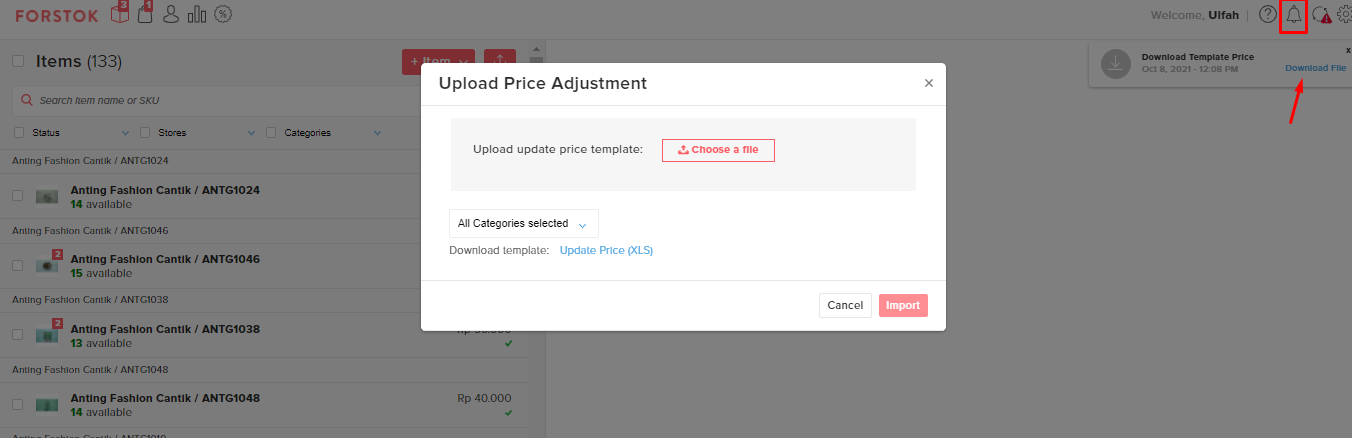 FORSTOK 3 1 Welcome, Ulfah
Items (133) + Item
Search Item name or SKU
Status Stores Categories
Anting Fashion Cantik / ANTG1024
Anting Fashion Cantik / ANTG1024
14 available
Anting Fashion Cantik / ANTG1046
2 Anting Fashion Cantik / ANTG1046
15 available
Anting Fashion Cantik / ANTG1038
2 Anting Fashion Cantik / ANTG1038
13 available
Anting Fashion Cantik / ANTG1048
Anting Fashion Cantik / ANTG1048 Rp 40.000
14 available
Upload Price Adjustment ×
Upload update price template: Choose a file
All Categories selected
Download template: Update Price (XLS)
Cancel Import
Download Template Price x
Oct 8, 2021 - 12:08 PM Download File